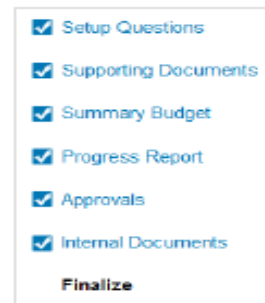 Setup Questions
Supporting Documents
Summary Budget
Progress Report
Approvals
Internal Documents
Finalize